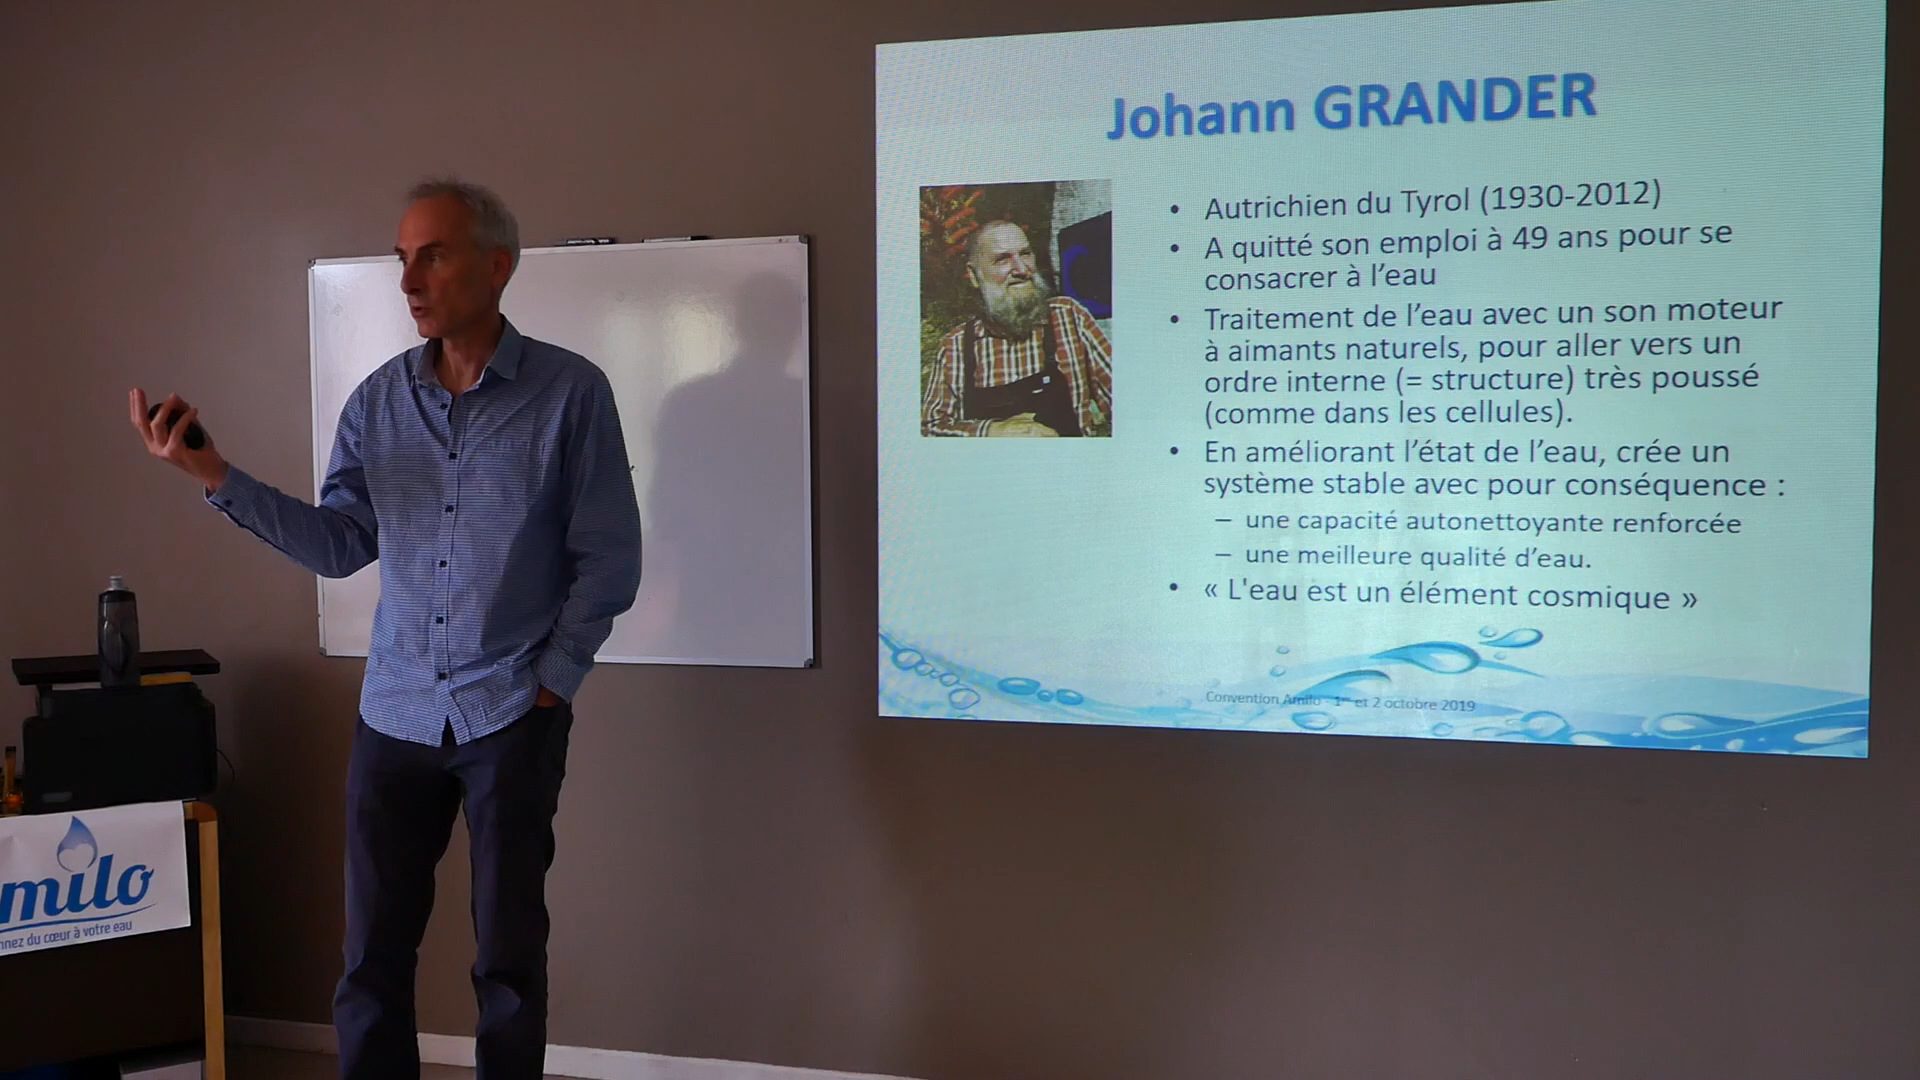 Johann GRANDER
• Autrichien du Tyrol (1930-2012)
• A quitté son emploi à 49 ans pour se
consacrer à l'eau
• Traitement de l'eau avec un son moteur
à aimants naturels, pour aller vers un
ordre interne (= structure) très poussé
(comme dans les cellules).
• En améliorant l'état de l'eau, crée un
système stable avec pour conséquence :
– une capacité autonettoyante renforcée
– une meilleure qualité d'eau.
• « L'eau est un élément cosmique »
Convention Amilo - 1er et 2 octobre 2019
milo
nnez du cœur à votre eau